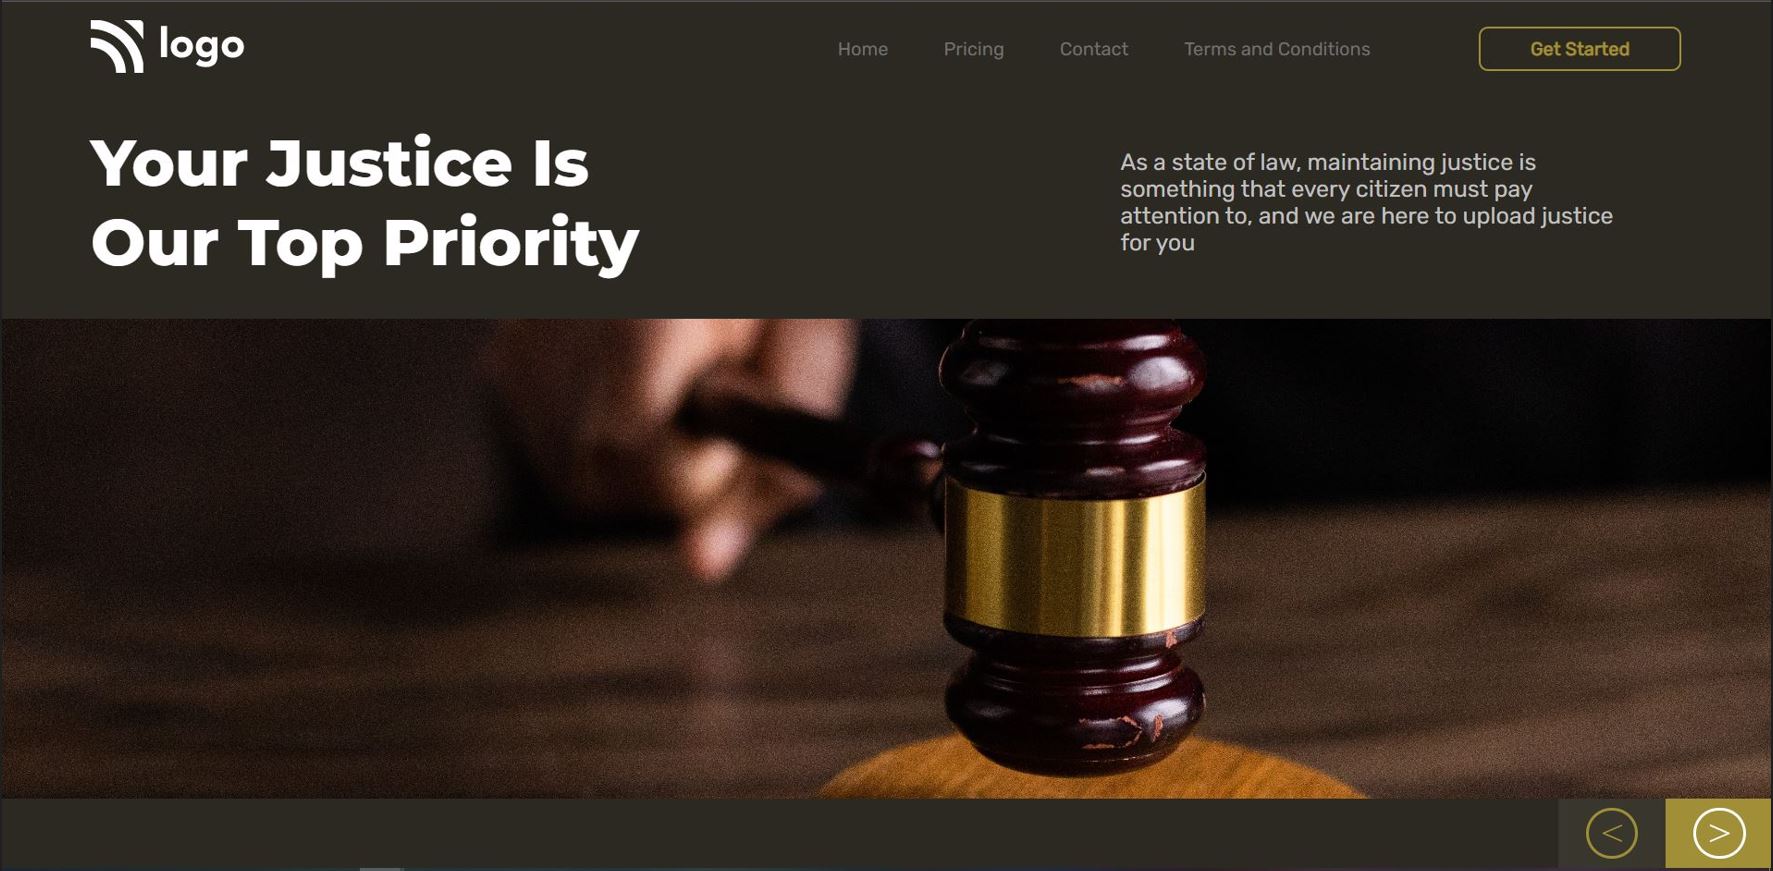 logo
Home Pricing Contact Terms and Conditions Get Started
Your Justice Is
Our Top Priority
As a state of law, maintaining justice is
something that every citizen must pay
attention to, and we are here to upload justice
for you
< >